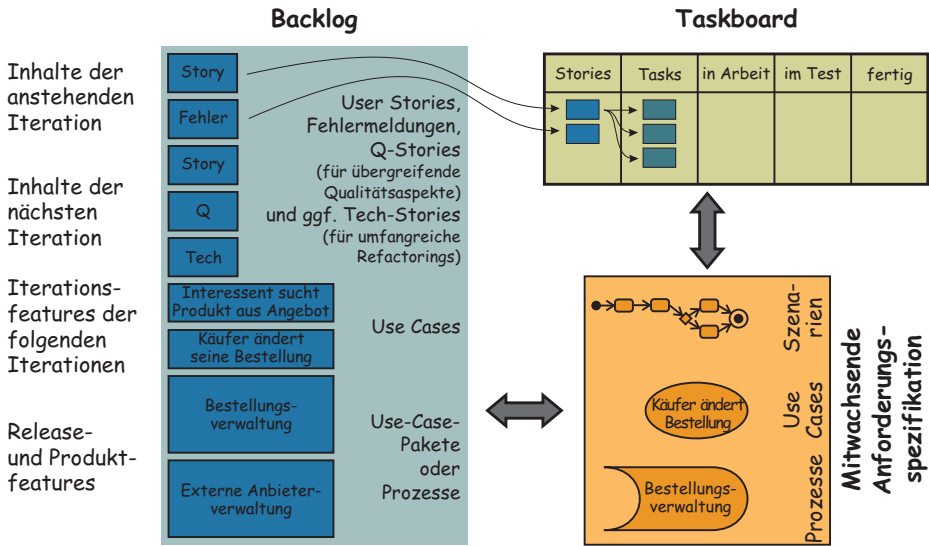 Backlog
Taskboard
Inhalte der
anstehenden
Iteration
Inhalte der
nächsten
Iteration
Iterations-
features der
folgenden
Iterationen
Release-
und Produkt-
features
Story
Fehler
Story
Q
Tech
Interessent sucht
Produkt aus Angebot
Käufer ändert
seine Bestellung
Bestellungs-
verwaltung
Externe Anbieter-
verwaltung
User Stories,
Fehlermeldungen,
Q-Stories
(für übergreifende
Qualitätsaspekte)
und ggf. Tech-Stories
(für umfangreiche
Refactorings)
Use Cases
Use-Case-
Pakete
oder
Prozesse
Stories
Tasks
in Arbeit
im Test
fertig
Szena-
rien
Käufer ändert
Bestellung
Use
Cases
Bestellungs-
verwaltung
Prozesse
Mitwachsende
Anforderungs-
spezifikation